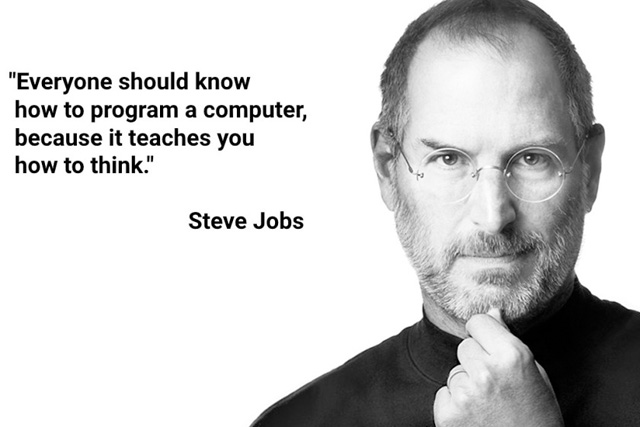 "Everyone should know
how to program a computer,
because it teaches you
how to think."
Steve Jobs